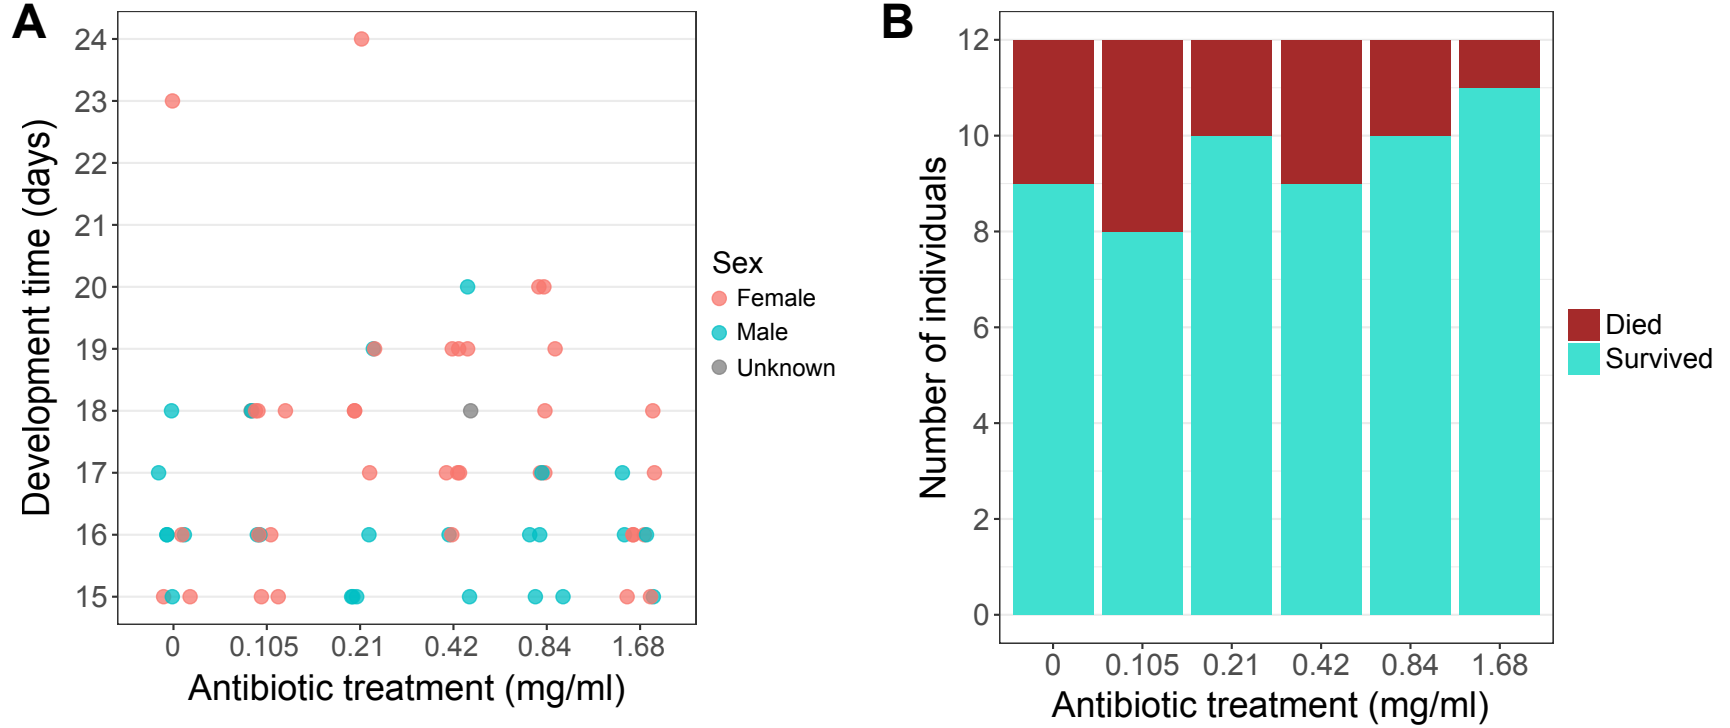 A
24
23
22
21
20
19
18
17
16
15
Development time (days)
0 0.105 0.21 0.42 0.84 1.68
Antibiotic treatment (mg/ml)
Sex
Female
Male
Unknown
B
12
10
8
6
4
2
0
Number of individuals
0 0.105 0.21 0.42 0.84 1.68
Antibiotic treatment (mg/ml)
Died
Survived